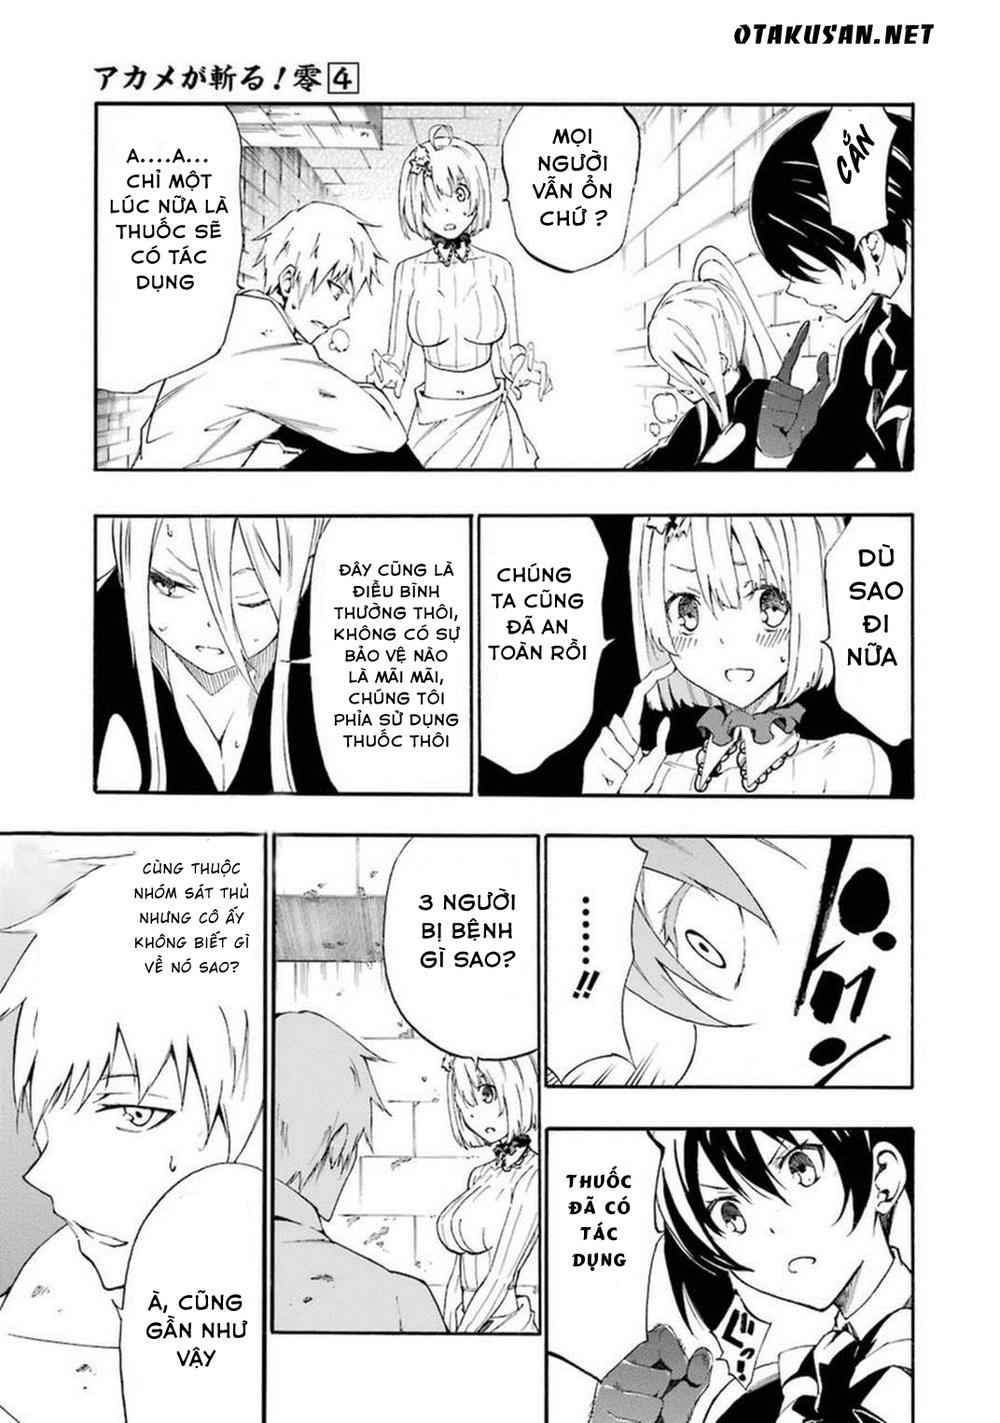 OTAKUSAN.NET
アカメが斬る！零4
CẮN
MỌI
NGƯỜI
VẪN ỔN
CHỨ ?
A....A...
CHỈ MỘT
LÚC NỮA LÀ
THUỐC SẼ
CÓ TÁC
DỤNG
DÙ
SAO
ĐI
NỮA
CHÚNG
TA CŨNG
ĐÃ AN
TOÀN RỒI
ĐÂY CŨNG LÀ
ĐIỀU BÌNH
THƯỜNG THÔI,
KHÔNG CÓ SỰ
BẢO VỆ NÀO
LÀ MÃI MÃI,
CHÚNG TÔI
PHỈA SỬ DỤNG
THUỐC THÔI
......!!
3 NGƯỜI
BỊ BỆNH
GÌ SAO?
CÙNG THUỘC
NHÓM SÁT THỦ
NHƯNG CÔ ẤY
KHÔNG BIẾT GÌ
VỀ NÓ SAO?
THUỐC
ĐÃ CÓ
TÁC
DỤNG
À, CŨNG
GẦN NHƯ
VẬY